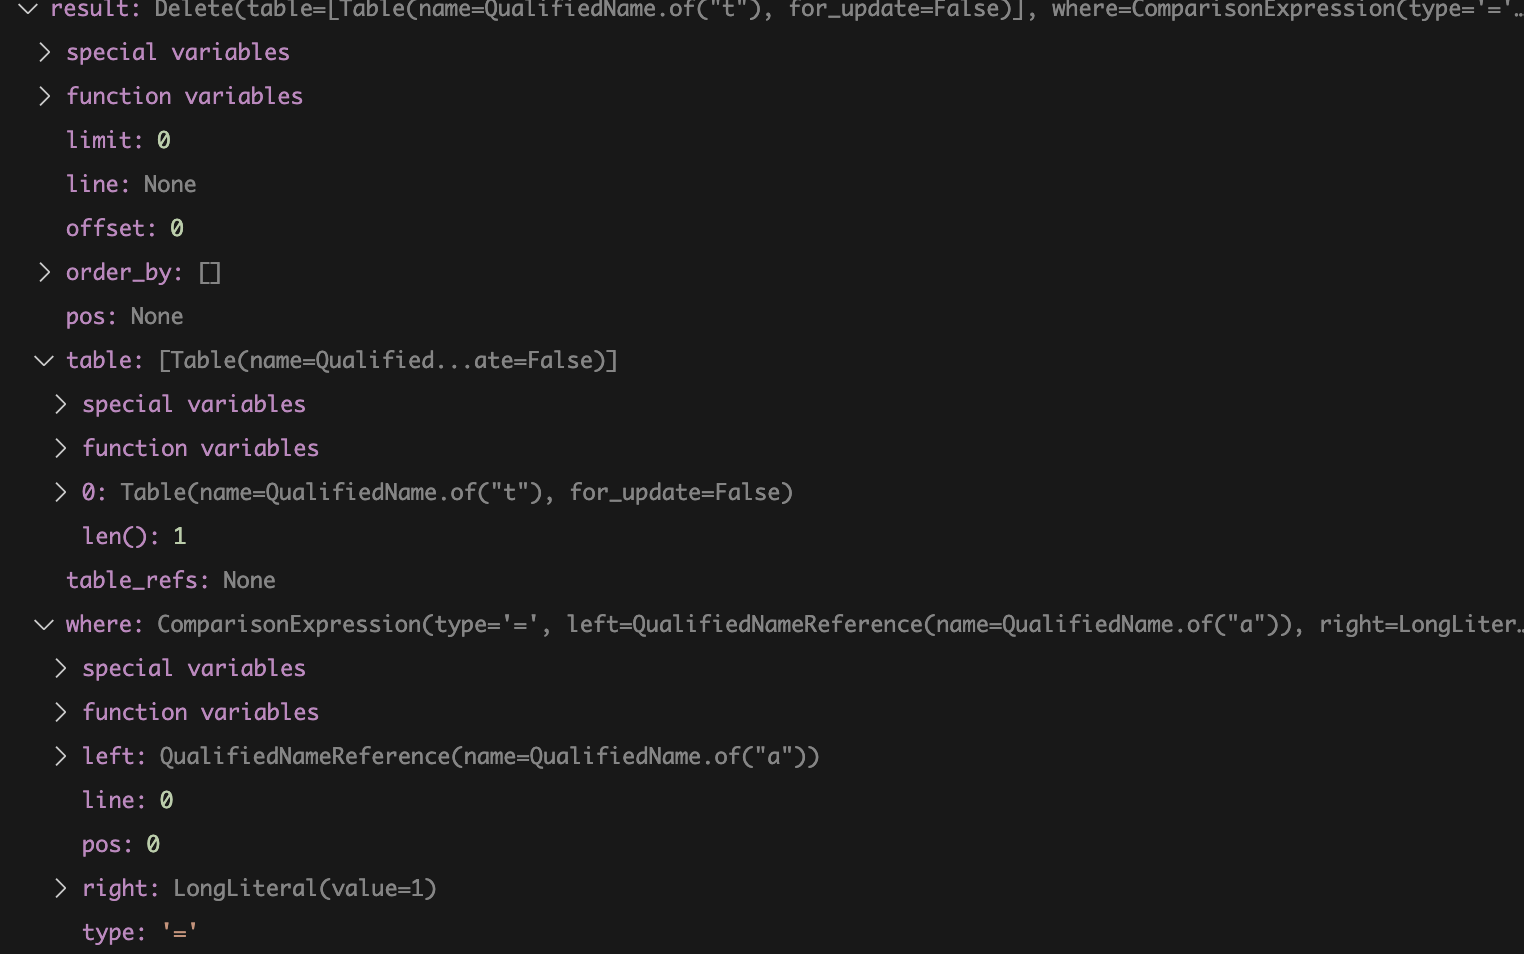 result: Delete(table=[Table(name=QualifiedName.of("t"), for_update=False)], where=ComparisonExpression(type='='…
special variables
function variables
limit: 0
line: None
offset: 0
order_by: []
pos: None
table: [Table(name=Qualified...ate=False)]
special variables
function variables
0: Table(name=QualifiedName.of("t"), for_update=False)
len(): 1
table_refs: None
where: ComparisonExpression(type='=', left=QualifiedNameReference(name=QualifiedName.of("a")), right=LongLiter…
special variables
function variables
left: QualifiedNameReference(name=QualifiedName.of("a"))
line: 0
pos: 0
right: LongLiteral(value=1)
type: '='